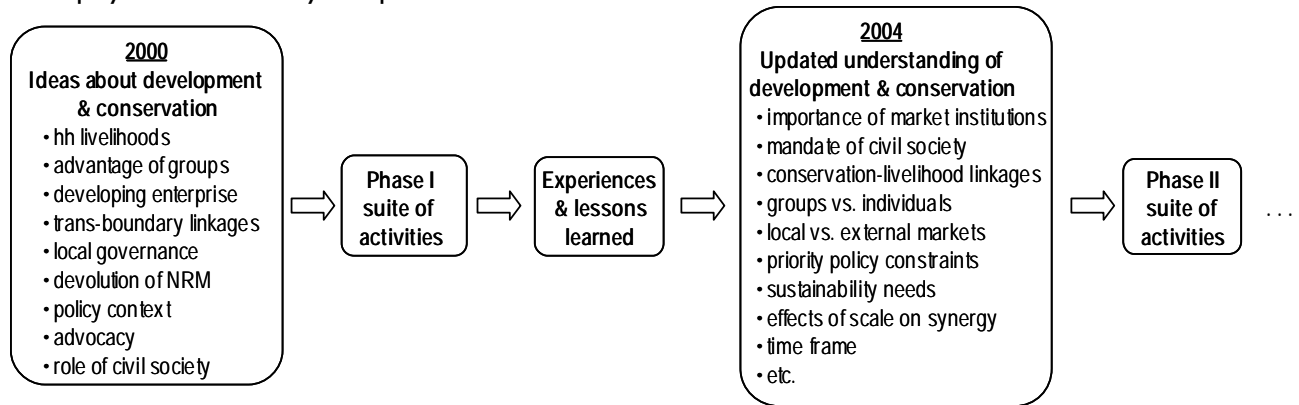 2000
Ideas about development
& conservation
• hh livelihoods
• advantage of groups
• developing enterprise
• trans-boundary linkages
• local governance
• devolution of NRM
• policy context
• advocacy
• role of civil society
Phase I
suite of
activities
Experiences
& lessons
learned
2004
Updated understanding of
development & conservation
• importance of market institutions
• mandate of civil society
• conservation-livelihood linkages
• groups vs. individuals
• local vs. external markets
• priority policy constraints
• sustainability needs
• effects of scale on synergy
• time frame
• etc.
Phase II
suite of
activities
...